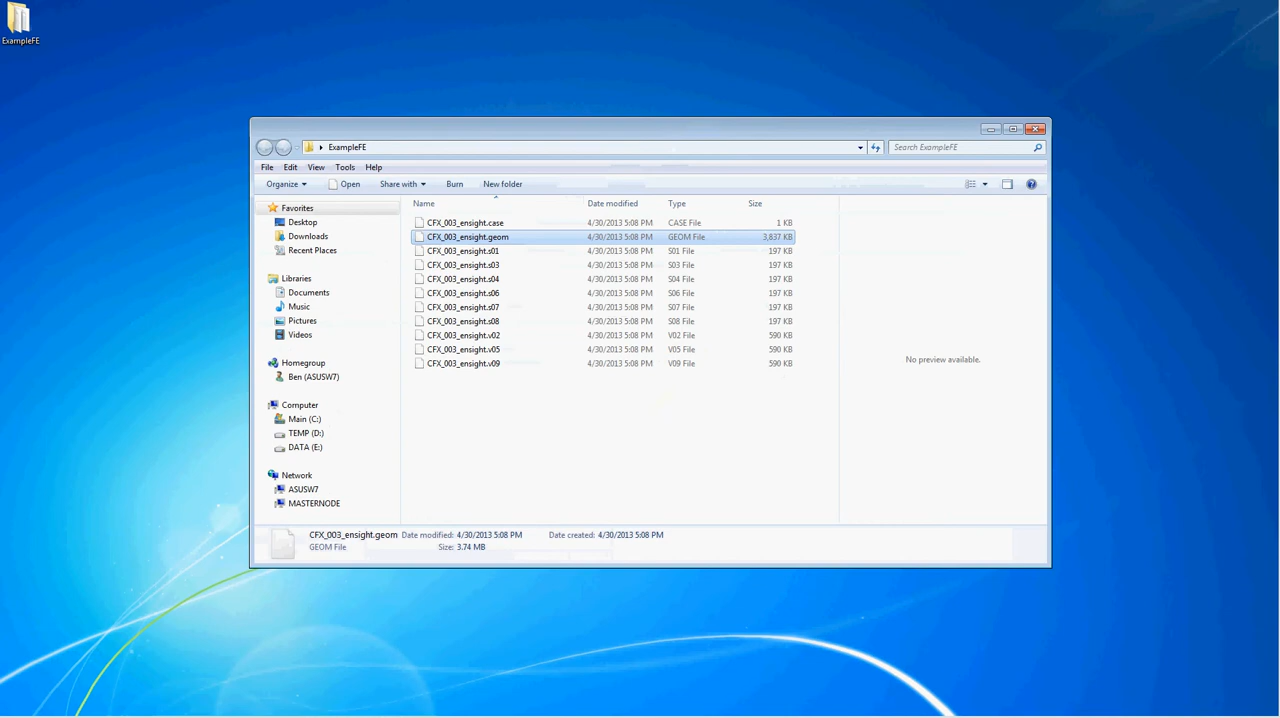 ExampleFE
ExampleFE
Search ExampleFE
File Edit View Tools Help
Organize Open Share with Burn New folder
Name Date modified Type Size
Favorites
Desktop
Downloads
Recent Places
Libraries
Documents
Music
Pictures
Videos
Homegroup
Ben (ASUSW7)
Computer
Main (C:)
TEMP (D:)
DATA (E:)
Network
ASUSW7
MASTERNODE
CFX_003_ensight.case 4/30/2013 5:08 PM CASE File 1 KB
CFX_003_ensight.geom 4/30/2013 5:08 PM GEOM File 3,837 KB
CFX_003_ensight.s01 4/30/2013 5:08 PM S01 File 197 KB
CFX_003_ensight.s03 4/30/2013 5:08 PM S03 File 197 KB
CFX_003_ensight.s04 4/30/2013 5:08 PM S04 File 197 KB
CFX_003_ensight.s06 4/30/2013 5:08 PM S06 File 197 KB
CFX_003_ensight.s07 4/30/2013 5:08 PM S07 File 197 KB
CFX_003_ensight.s08 4/30/2013 5:08 PM S08 File 197 KB
CFX_003_ensight.v02 4/30/2013 5:08 PM V02 File 590 KB
CFX_003_ensight.v05 4/30/2013 5:08 PM V05 File 590 KB
CFX_003_ensight.v09 4/30/2013 5:08 PM V09 File 590 KB
No preview available.
CFX_003_ensight.geom Date modified: 4/30/2013 5:08 PM Date created: 4/30/2013 5:08 PM
GEOM File Size: 3.74 MB